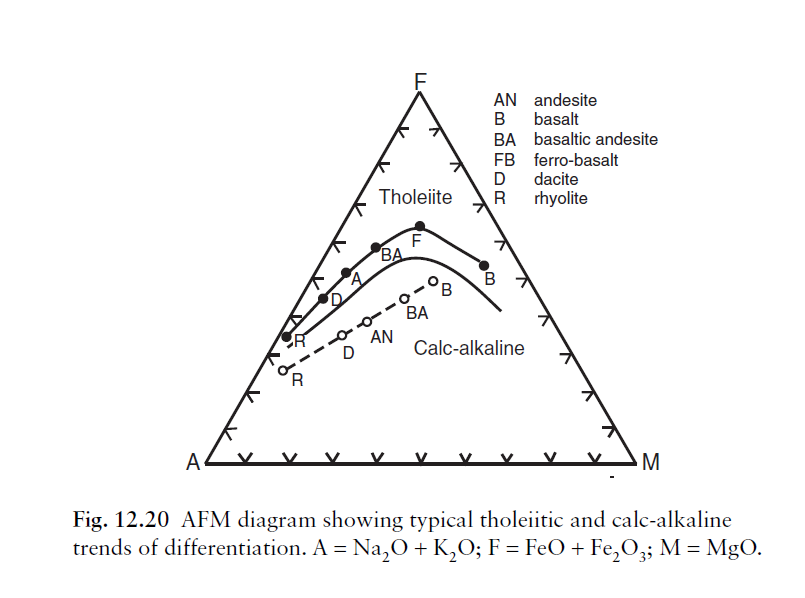 F
AN andesite
B basalt
BA basaltic andesite
FB ferro-basalt
D dacite
R rhyolite
Tholeiite
F
BA
A
B
D
B
BA
R
AN
D
Calc-alkaline
R
A
M
Fig. 12.20 AFM diagram showing typical tholeiitic and calc-alkaline
trends of differentiation. A = Na₂O + K₂O; F = FeO + Fe₂O₃; M = MgO.